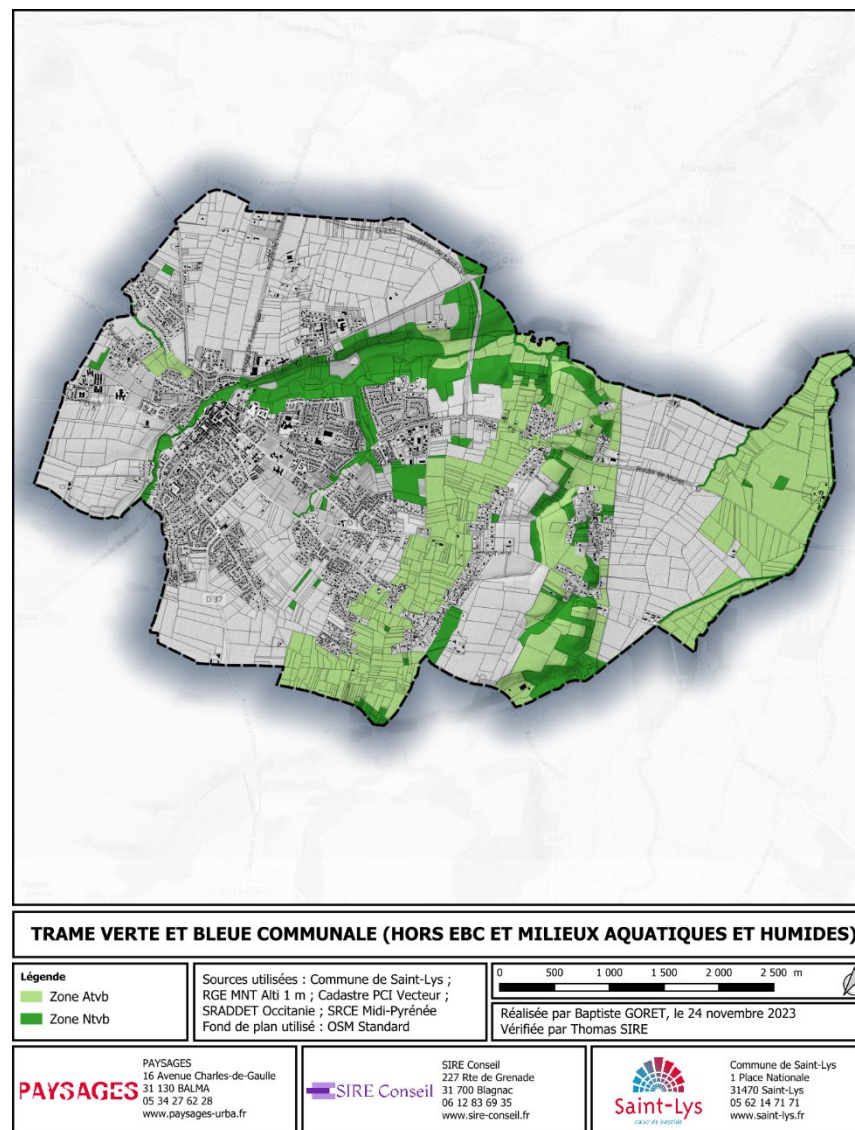 D 37
Route de Muret
TRAME VERTE ET BLEUE COMMUNALE (HORS EBC ET MILIEUX AQUATIQUES ET HUMIDES)
Légende
Zone Atvb
Zone Ntvb
Sources utilisées : Commune de Saint-Lys ;
RGE MNT Alti 1 m ; Cadastre PCI Vecteur ;
SRADDET Occitanie ; SRCE Midi-Pyrénée
Fond de plan utilisé : OSM Standard
0 500 1 000 1 500 2 000 2 500 m
Réalisée par Baptiste GORET, le 24 novembre 2023
Vérifiée par Thomas SIRE
PAYSAGES
PAYSAGES
16 Avenue Charles-de-Gaulle
31 130 BALMA
05 34 27 62 28
www.paysages-urba.fr
SIRE Conseil
SIRE Conseil
227 Rte de Grenade
31 700 Blagnac
06 12 83 69 35
www.sire-conseil.fr
Saint-Lys
cœur de bastide
Commune de Saint-Lys
1 Place Nationale
31470 Saint-Lys
05 62 14 71 71
www.saint-lys.fr